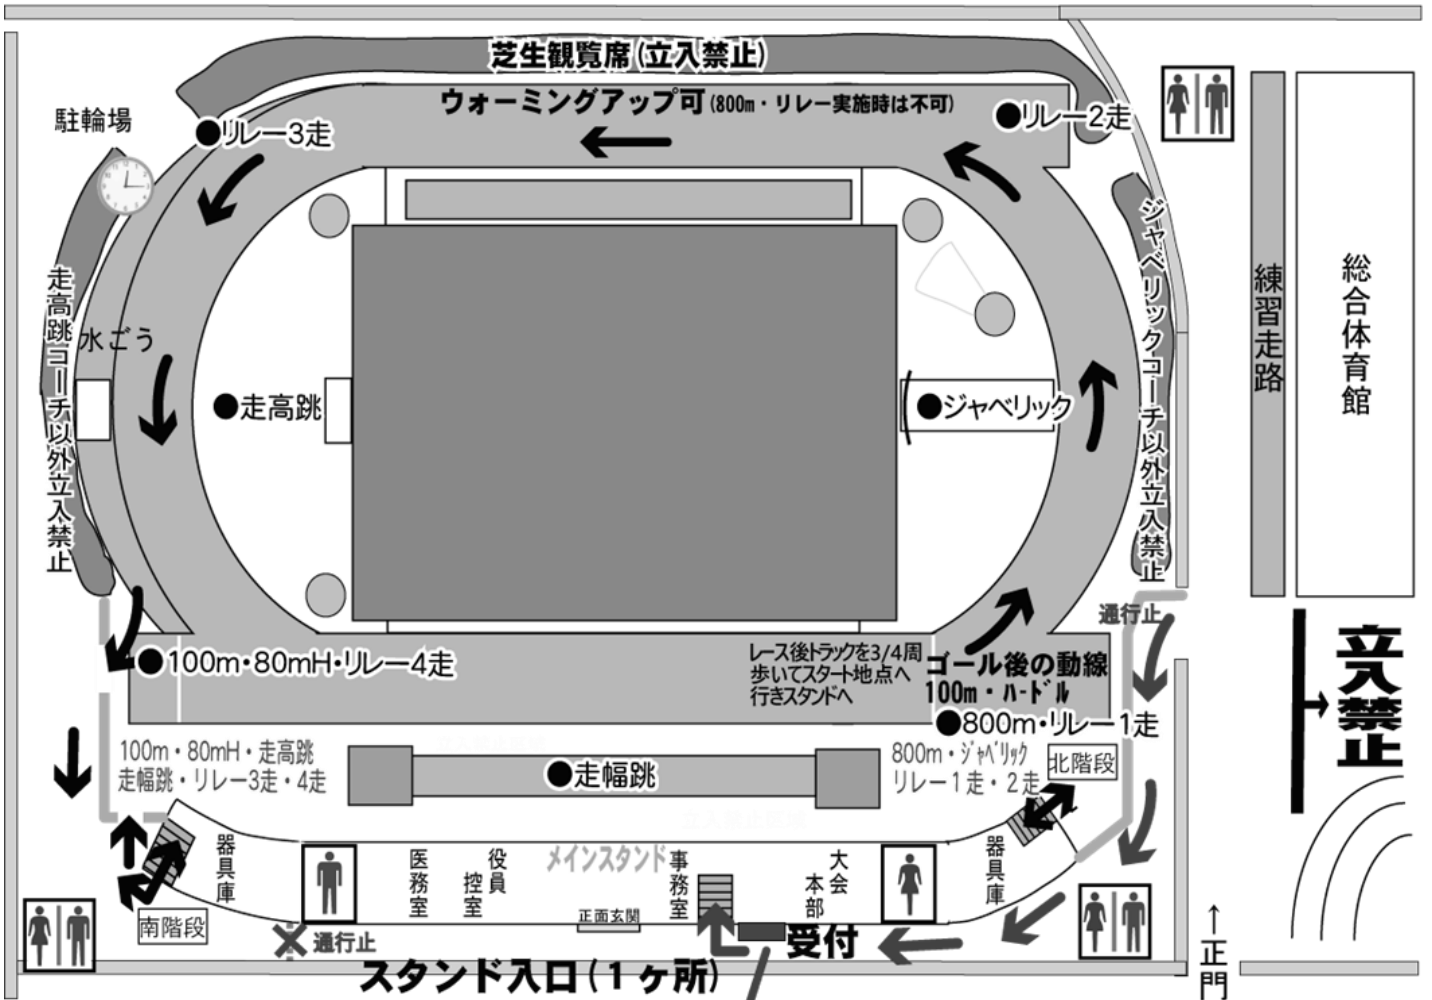 芝生観覧席(立入禁止)
ウォーミングアップ可(800m・リレー実施時は不可)
駐輪場
●リレー3走
●リレー2走
走高跳コーチ以外立入禁止
水ごう
●走高跳
●ジャベリック
ジャベリックコーチ以外立入禁止
練習走路
総合体育館
通行止
立入禁止
●100m・80mH・リレー4走
レース後トラックを3/4周
歩いてスタート地点へ
行きスタンドへ
ゴール後の動線
100m・ハードル
●800m・リレー1走
100m・80mH・走高跳
走幅跳・リレー3走・4走
●走幅跳
800m・ジャベリック
リレー1走・2走
北階段
器具庫
医務室
役員
控室
メインスタンド
事務室
大会
本部
器具庫
正面玄関
南階段
通行止
受付
スタンド入口(1ヶ所)
↑正門